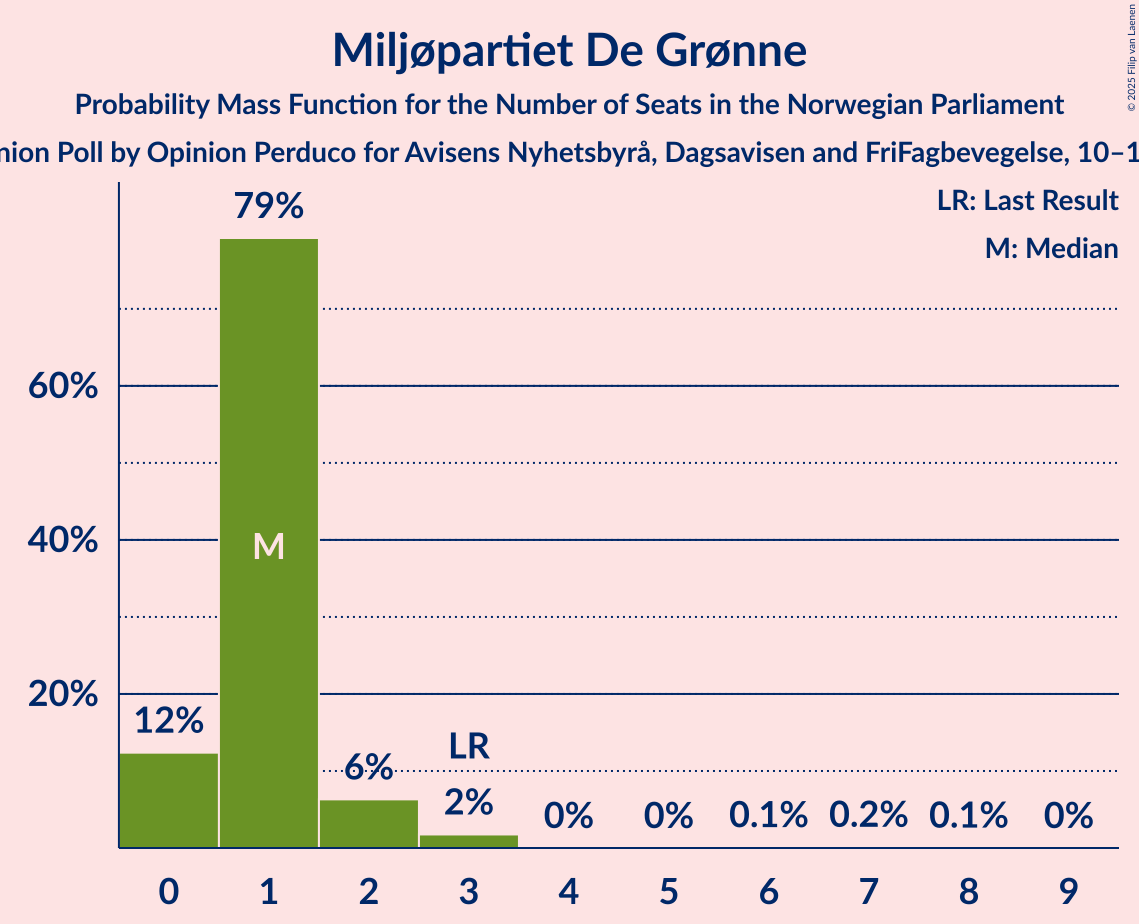 Miljøpartiet De Grønne
Probability Mass Function for the Number of Seats in the Norwegian Parliament
Poll by Opinion Perduco for Avisens Nyhetsbyrå, Dagsavisen and FriFagbevegelse,
© 2025 Filip van Laenen
LR: Last Result
M: Median
79%
60%
40%
20%
M
12%
6%
LR
2%
0%
0%
0.1%
0.2%
0.1%
0%
0
1
2
3
4
5
6
7
8
9